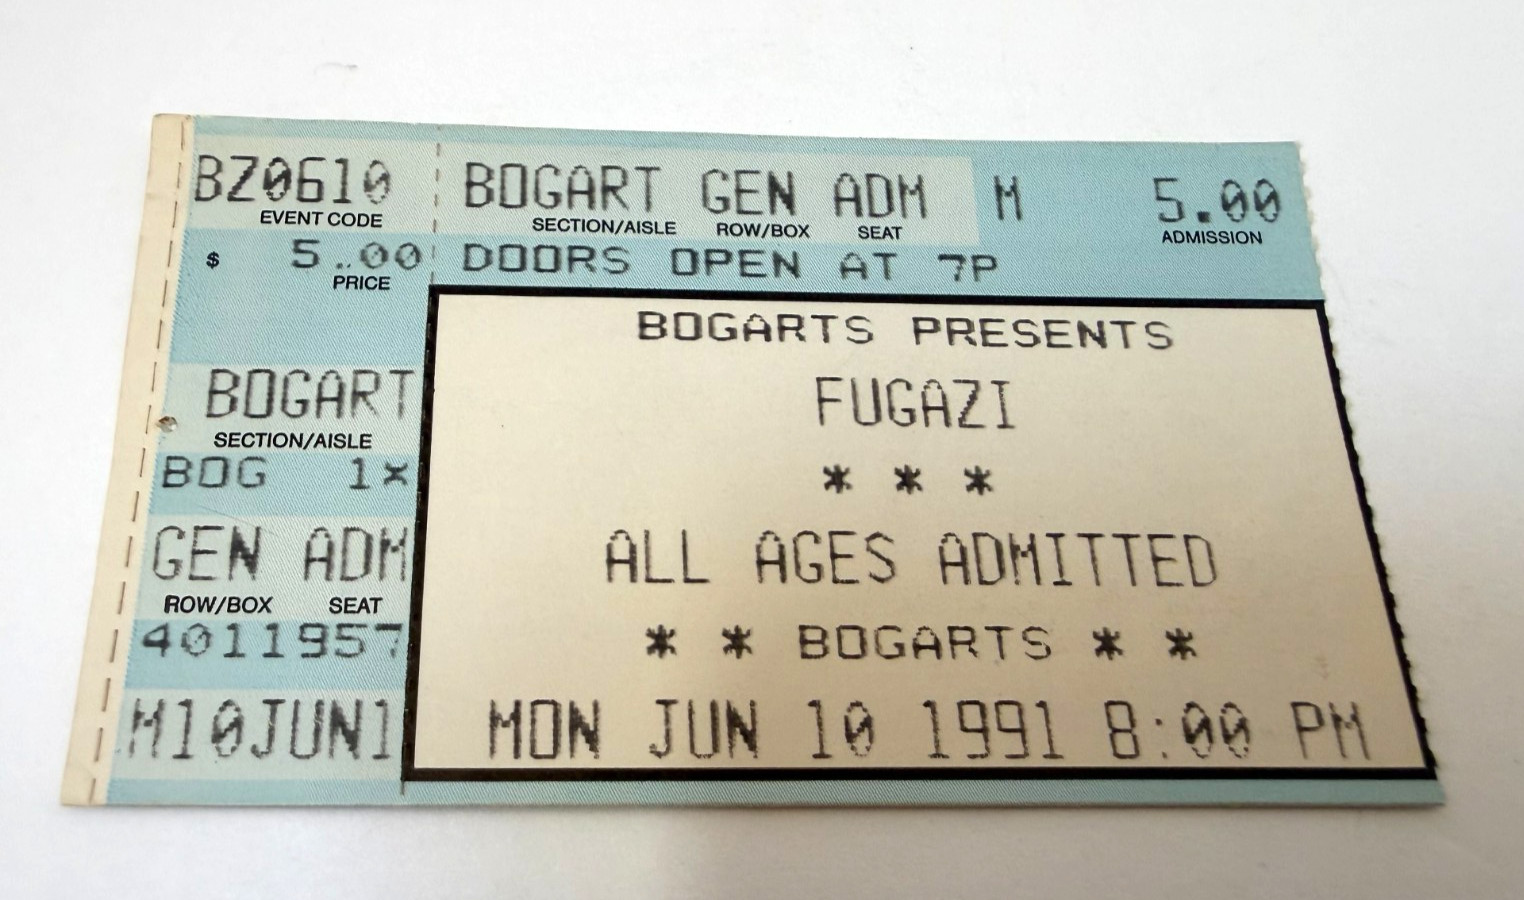 BZ0610
EVENT CODE
$ 5.00
PRICE
BOGART
SECTION/AISLE
BOG 1×
GEN ADM
ROW/BOX SEAT
4011957
M10JUN1
BOGART GEN ADM M 5.00
SECTION/AISLE ROW/BOX SEAT ADMISSION
DOORS OPEN AT 7P
BOGARTS PRESENTS
FUGAZI
* * *
ALL AGES ADMITTED
* * BOGARTS * *
MON JUN 10 1991 8:00 PM